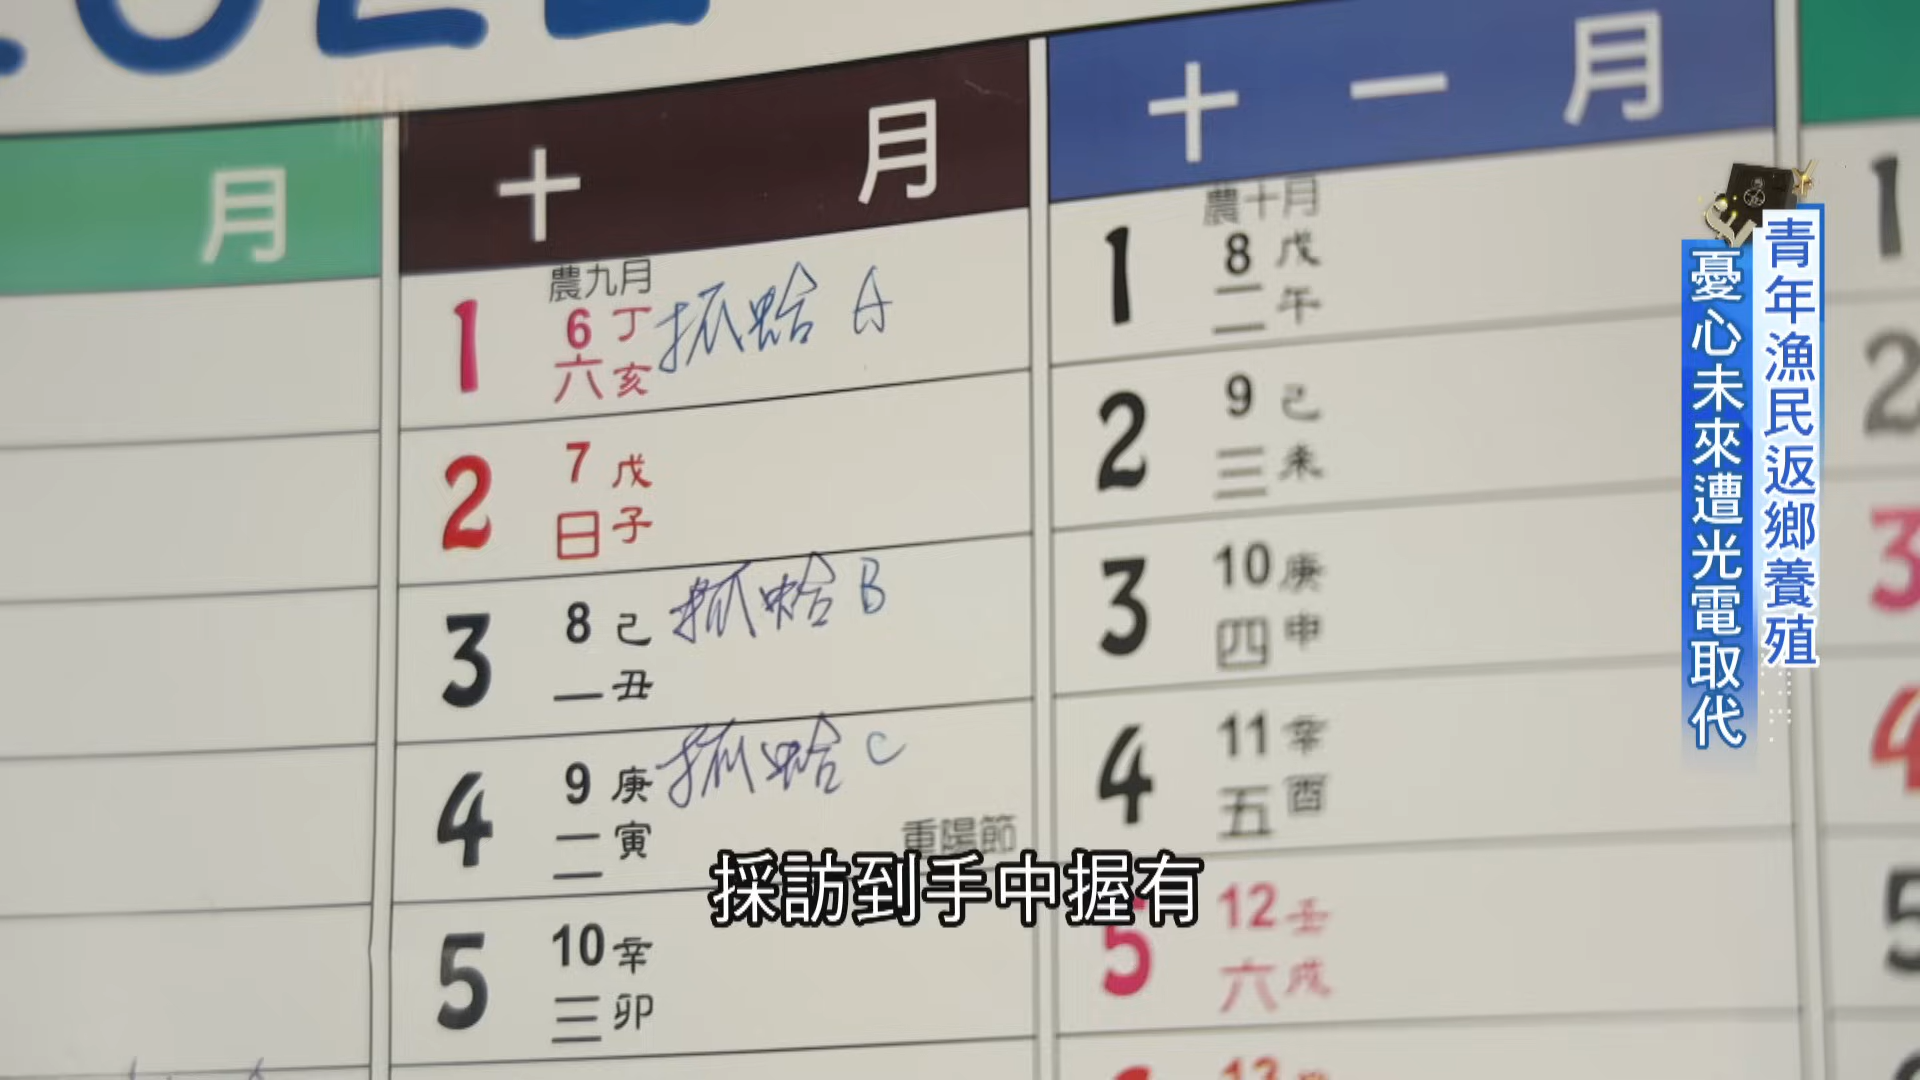 月
十 月
十 一 月
1 農九月 6 丁 六 亥 抓蛤 A
2 7 戊 日 子
3 8 己 一 丑 抓蛤 B
4 9 庚 二 寅 抓蛤 C 重陽節
5 10 辛 三 卯
1 農十月 8 戊 二 午
2 9 己 三 未
3 10 庚 四 申
4 11 辛 五 酉
5 12 壬 六 戌
13
1
2
3
4
5
青年漁民返鄉養殖
憂心未來遭光電取代
採訪到手中握有